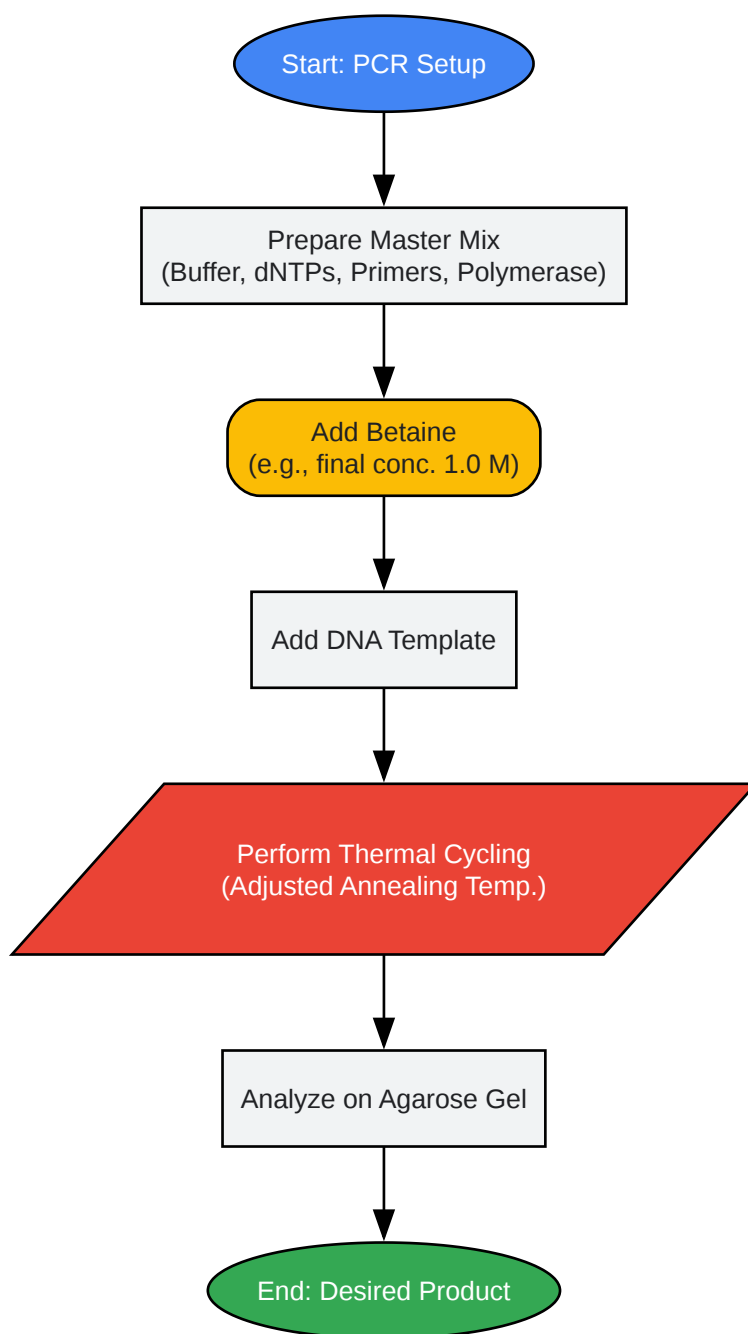 Start: PCR Setup
Prepare Master Mix
(Buffer, dNTPs, Primers, Polymerase)
Add Betaine
(e.g., final conc. 1.0 M)
Add DNA Template
Perform Thermal Cycling
(Adjusted Annealing Temp.)
Analyze on Agarose Gel
End: Desired Product